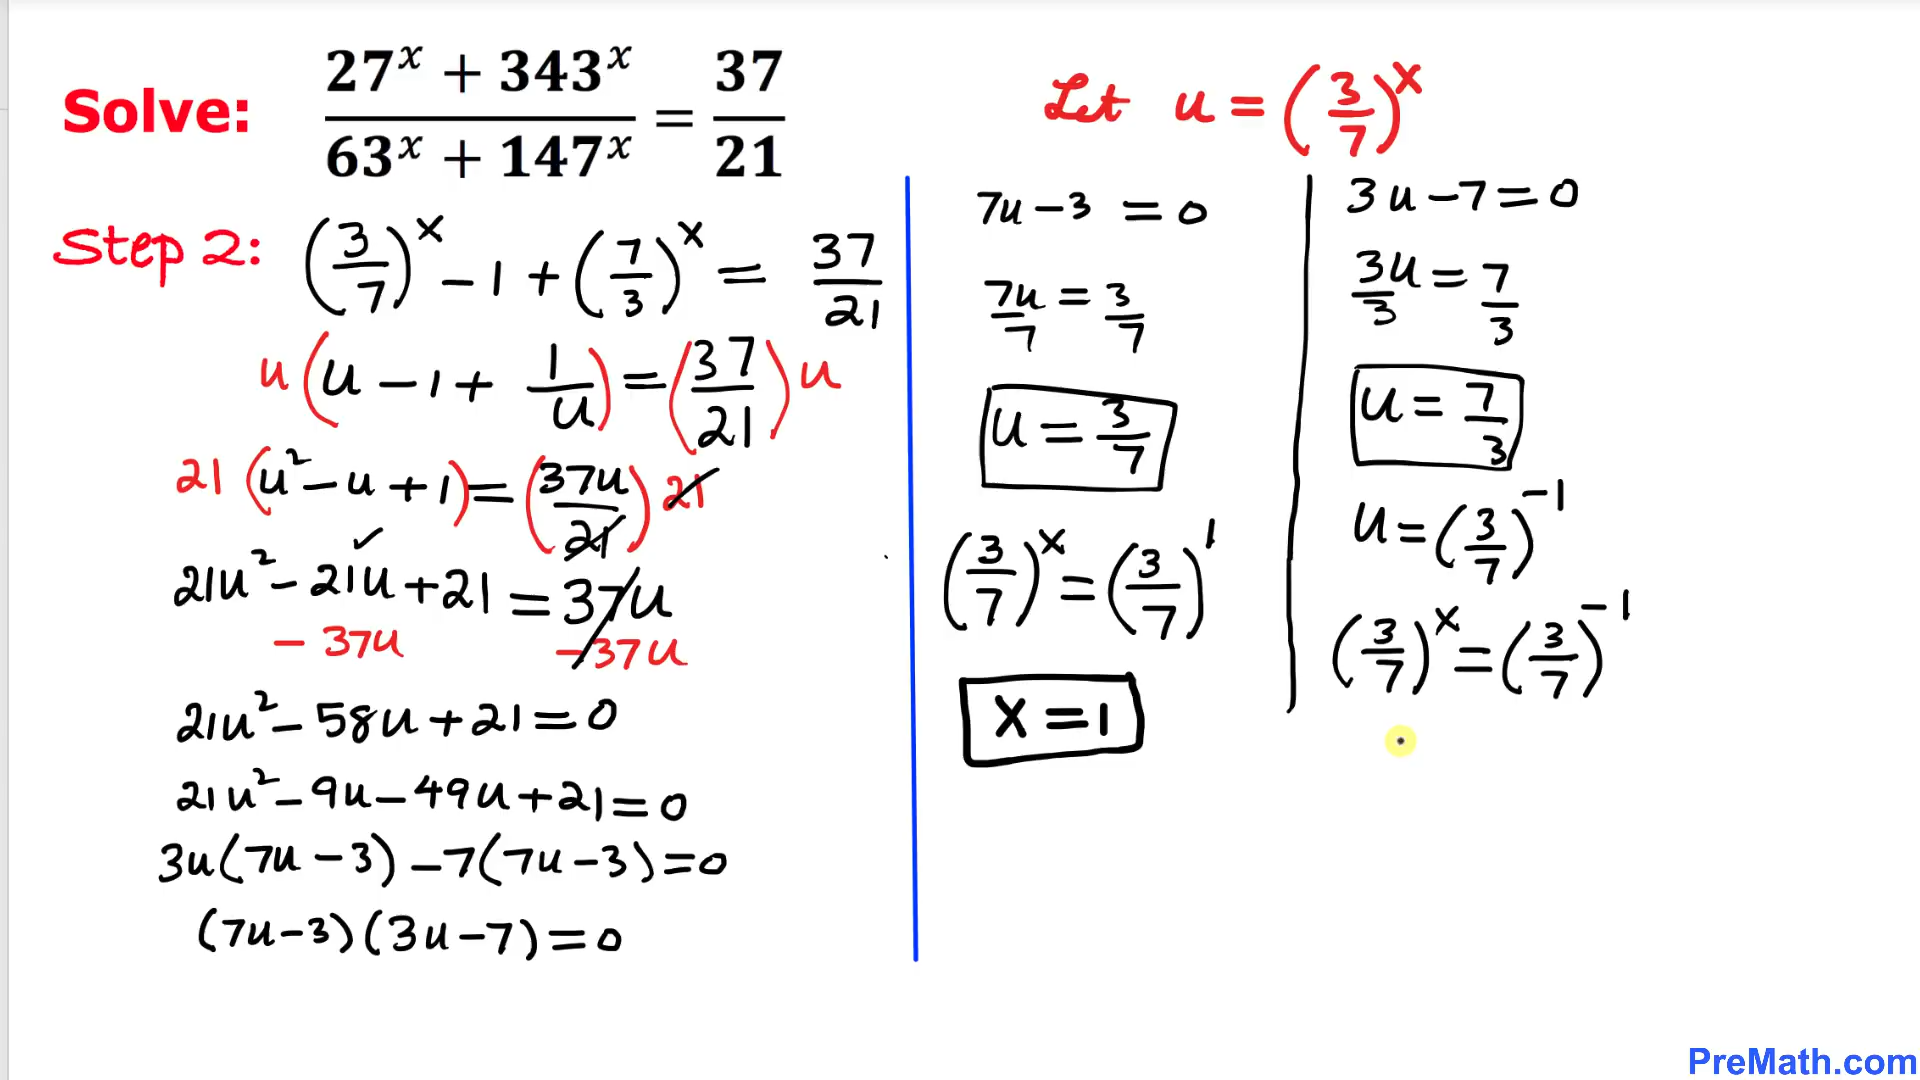 Solve: (27^x + 343^x)/(63^x + 147^x) = 37/21
Step 2: (3/7)^x - 1 + (7/3)^x = 37/21
u(u - 1 + 1/u) = (37/21)u
21(u² - u + 1) = (37u/21)21
21u² - 21u + 21 = 37u
- 37u - 37u
21u² - 58u + 21 = 0
21u² - 9u - 49u + 21 = 0
3u(7u - 3) - 7(7u - 3) = 0
(7u - 3)(3u - 7) = 0
Let u = (3/7)^x
7u - 3 = 0
7u/7 = 3/7
u = 3/7
(3/7)^x = (3/7)^1
x = 1
3u - 7 = 0
3u/3 = 7/3
u = 7/3
u = (3/7)^-1
(3/7)^x = (3/7)^-1
PreMath.com